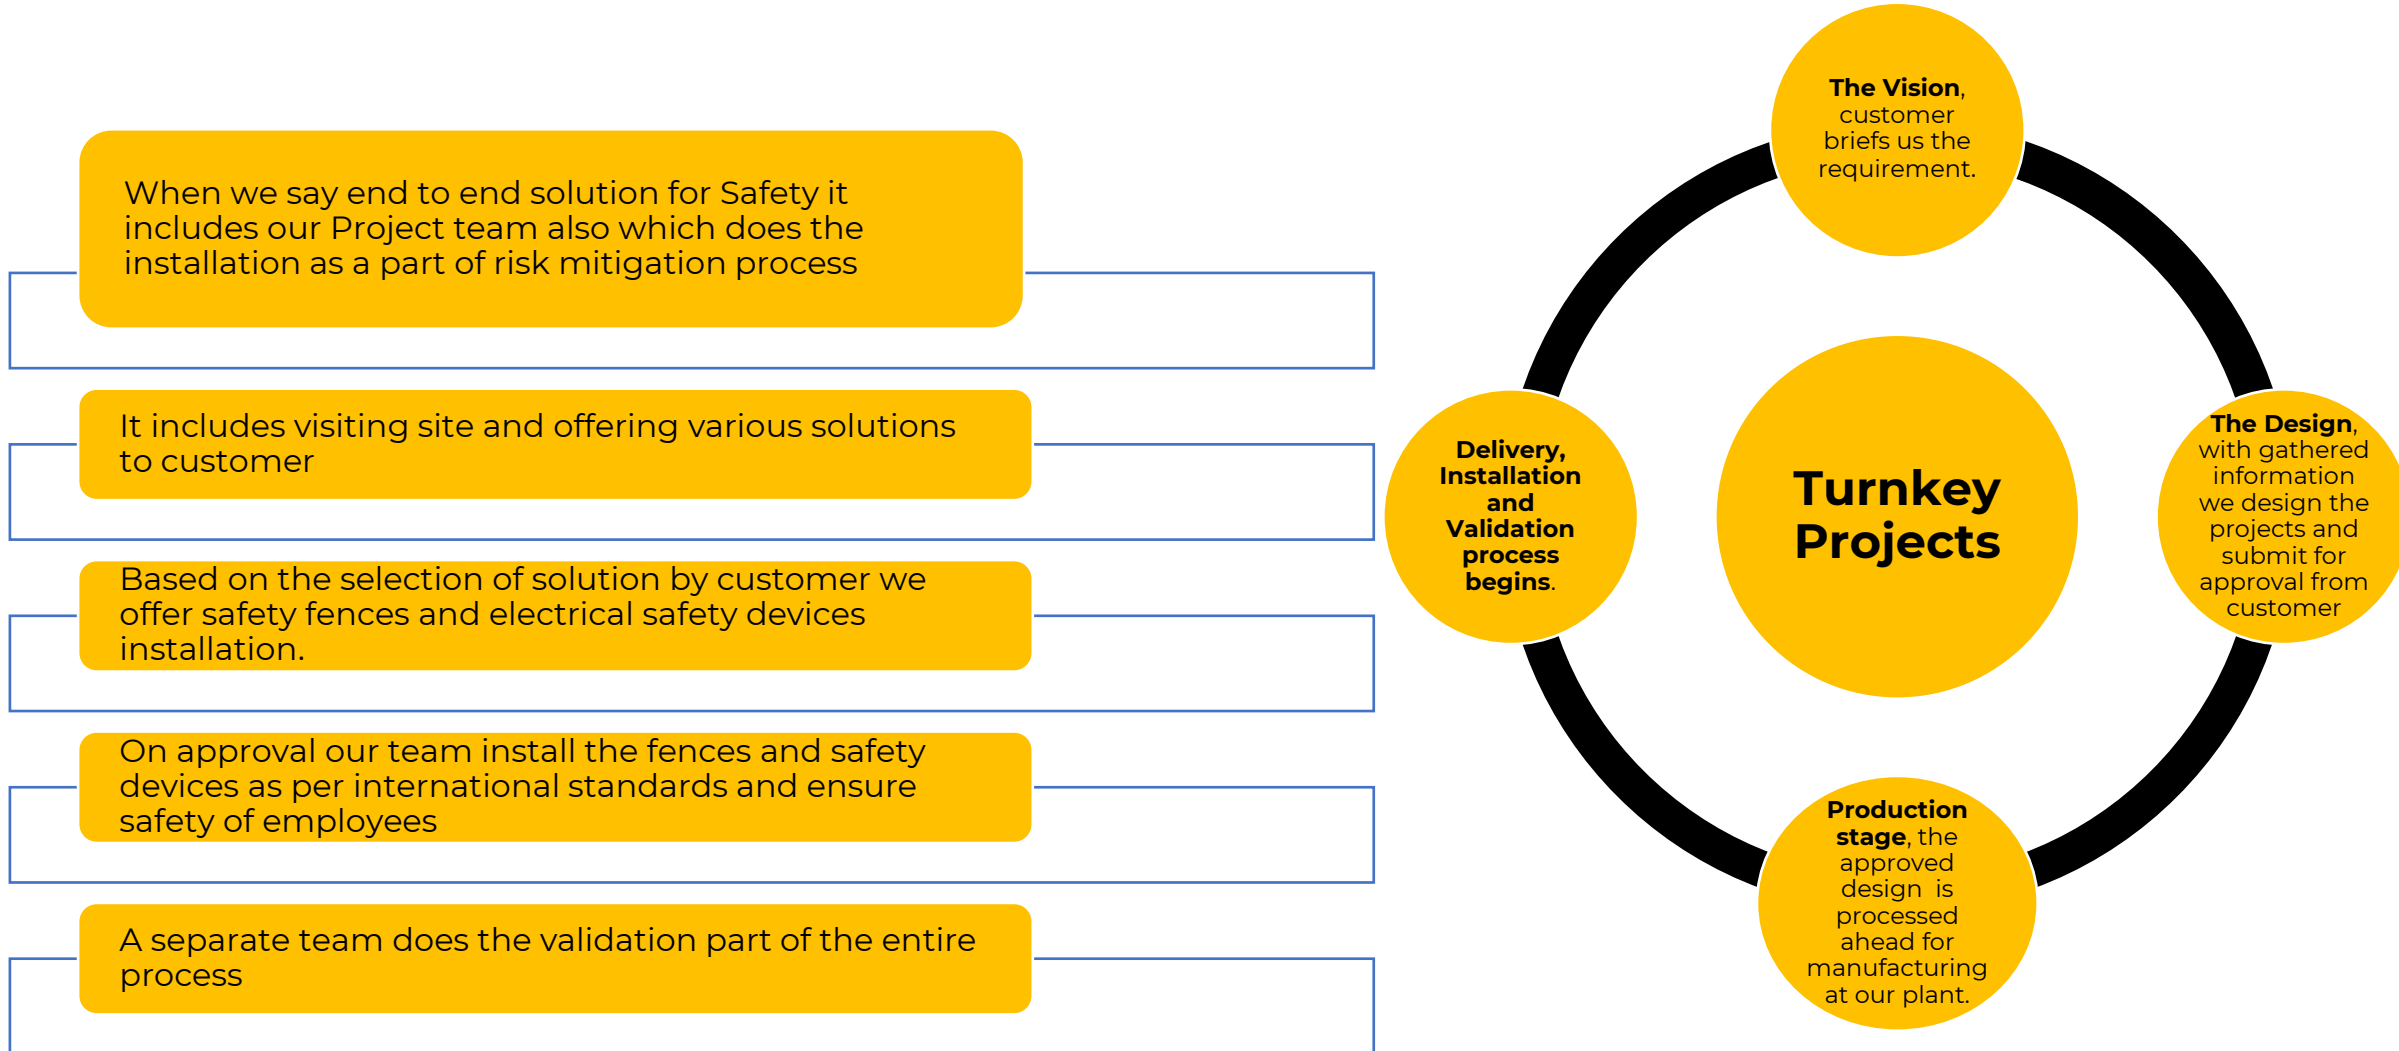 When we say end to end solution for Safety it
includes our Project team also which does the
installation as a part of risk mitigation process
It includes visiting site and offering various solutions
to customer
Based on the selection of solution by customer we
offer safety fences and electrical safety devices
installation.
On approval our team install the fences and safety
devices as per international standards and ensure
safety of employees
A separate team does the validation part of the entire
process
The Vision,
customer
briefs us the
requirement.
The Design,
with gathered
information
we design the
projects and
submit for
approval from
customer
Production
stage, the
approved
design  is
processed
ahead for
manufacturing
at our plant.
Delivery,
Installation
and
Validation
process
begins.
Turnkey
Projects